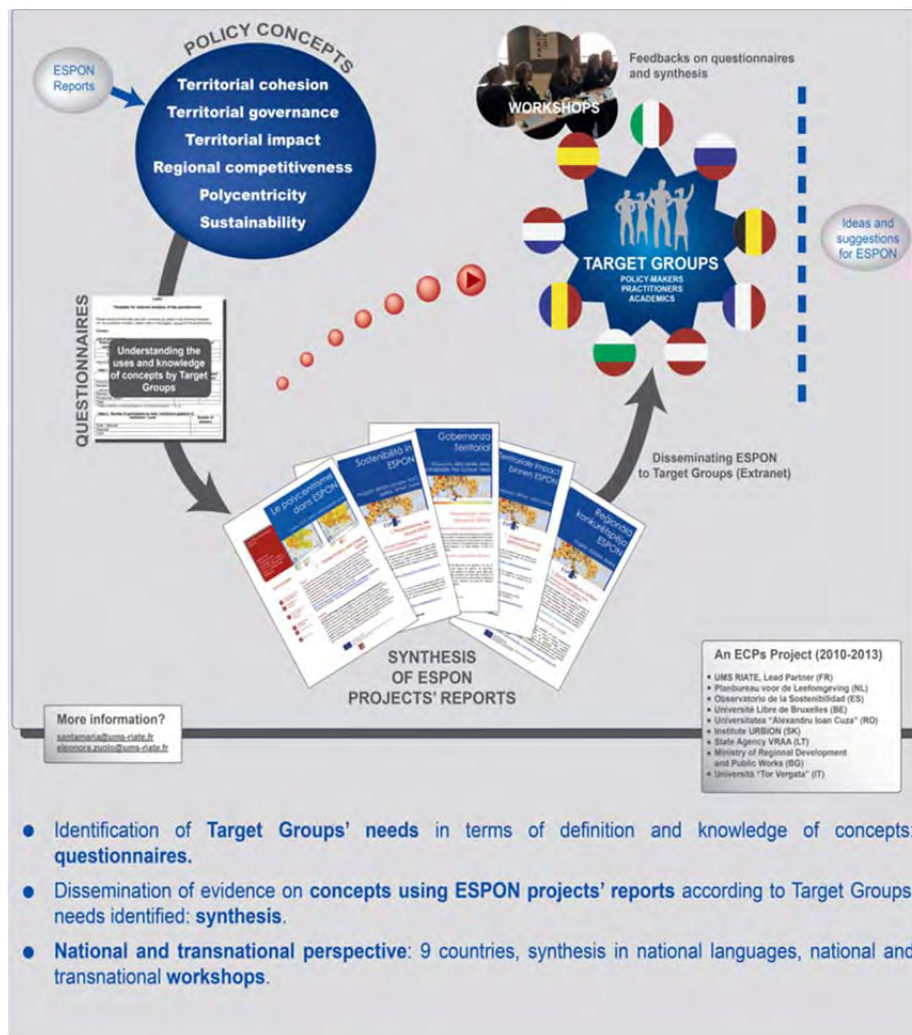 POLICY CONCEPTS
ESPON
Reports
Territorial cohesion
Territorial governance
Territorial impact
Regional competitiveness
Polycentricity
Sustainability
WORKSHOPS
Feedbacks on questionnaires
and synthesis
TARGET GROUPS
POLICY-MAKERS
PRACTITIONERS
ACADEMICS
Ideas and
suggestions
for ESPON
QUESTIONNAIRES
Understanding the
uses and knowledge
of concepts by Target
Groups
Disseminating ESPON
to Target Groups (Extranet)
Le polycentrisme
dans ESPON
Sostenibilità in
ESPON
Gobernanza
Territorial
Territoriale Impact
binnen ESPON
Reģionālā
konkurētspēja
ESPON
SYNTHESIS
OF ESPON
PROJECTS' REPORTS
An ECPs Project (2010-2013)
• UMS RIATE, Lead Partner (FR)
• Planbureau voor de Leefomgeving (NL)
• Observatorio de la Sostenibilidad (ES)
• Université Libre de Bruxelles (BE)
• Universitatea "Alexandru Ioan Cuza" (RO)
• Institute URBION (SK)
• State Agency VRAA (LT)
• Ministry of Regional Development
and Public Works (BG)
• Università "Tor Vergata" (IT)
More information?
santamaria@ums-riate.fr
eleonora.zuolo@ums-riate.fr
• Identification of Target Groups' needs in terms of definition and knowledge of concepts:
questionnaires.
• Dissemination of evidence on concepts using ESPON projects' reports according to Target Groups
needs identified: synthesis.
• National and transnational perspective: 9 countries, synthesis in national languages, national and
transnational workshops.